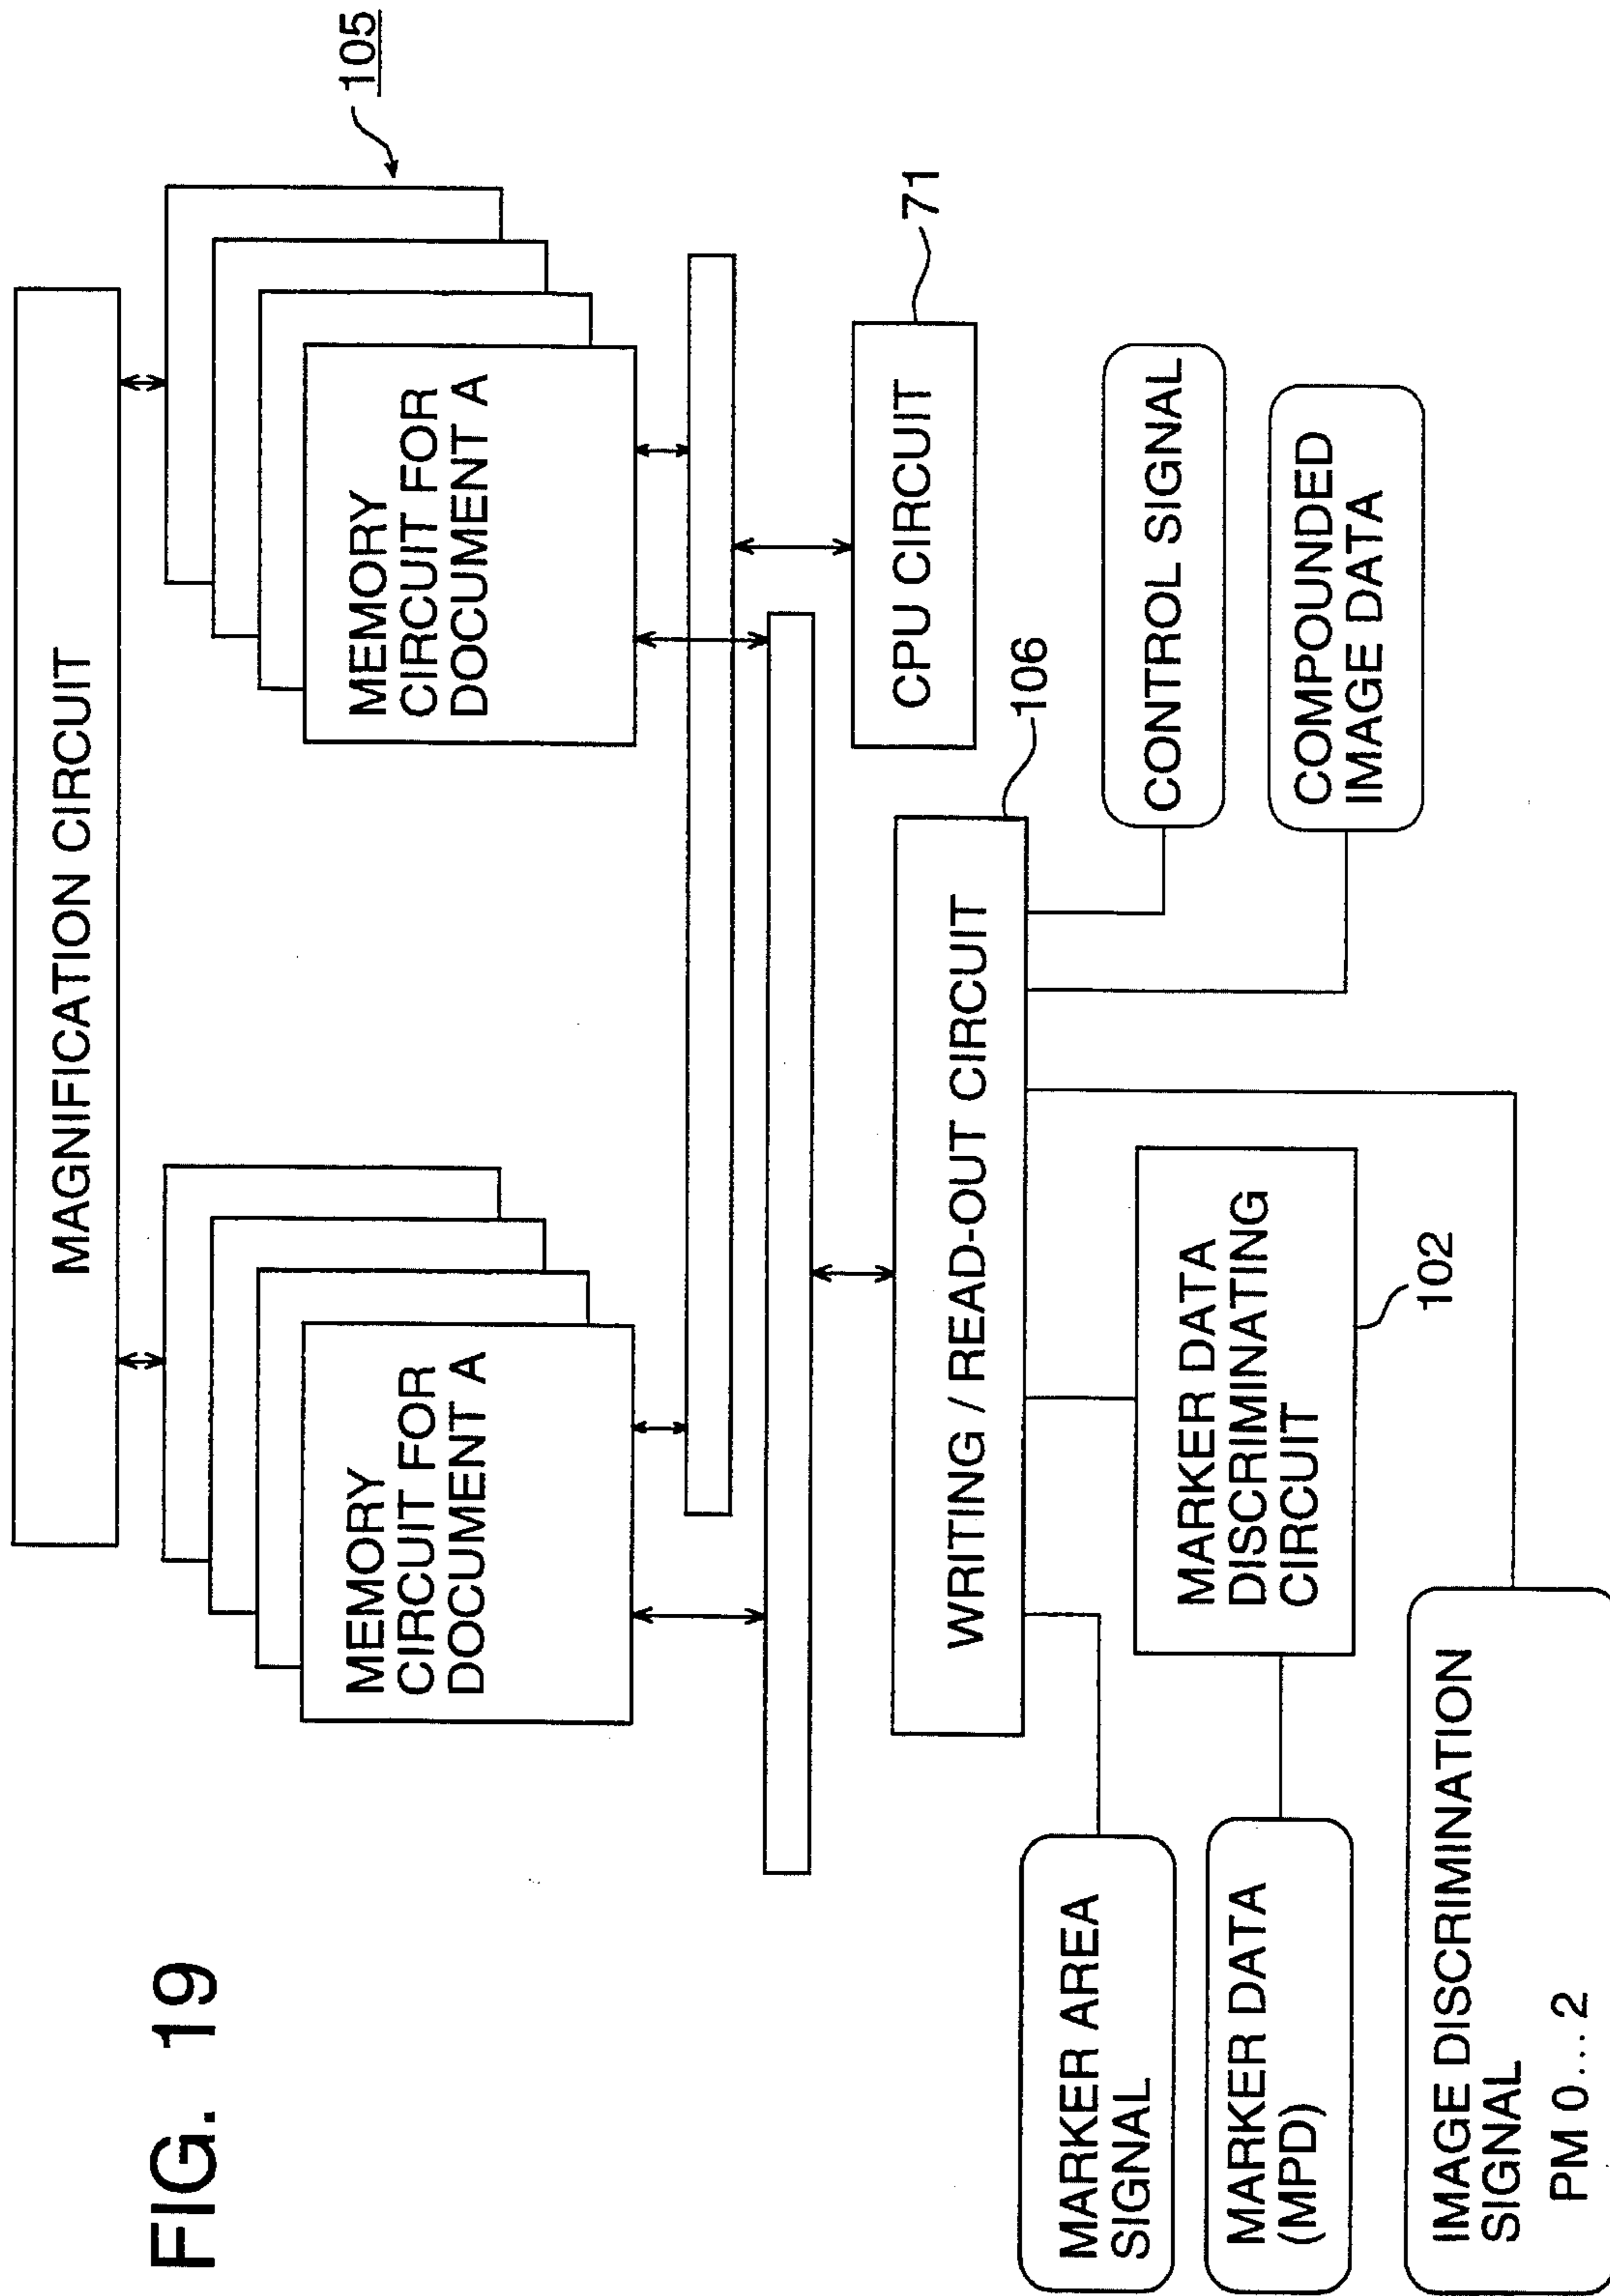 FIG. 19
MAGNIFICATION CIRCUIT
105
MEMORY
CIRCUIT FOR
DOCUMENT A
MEMORY
CIRCUIT FOR
DOCUMENT A
WRITING / READ-OUT CIRCUIT
106
CPU CIRCUIT
71
MARKER AREA
SIGNAL
MARKER DATA
(MPD)
MARKER DATA
DISCRIMINATING
CIRCUIT
102
IMAGE DISCRIMINATION
SIGNAL
PM 0....2
CONTROL SIGNAL
COMPOUNDED
IMAGE DATA